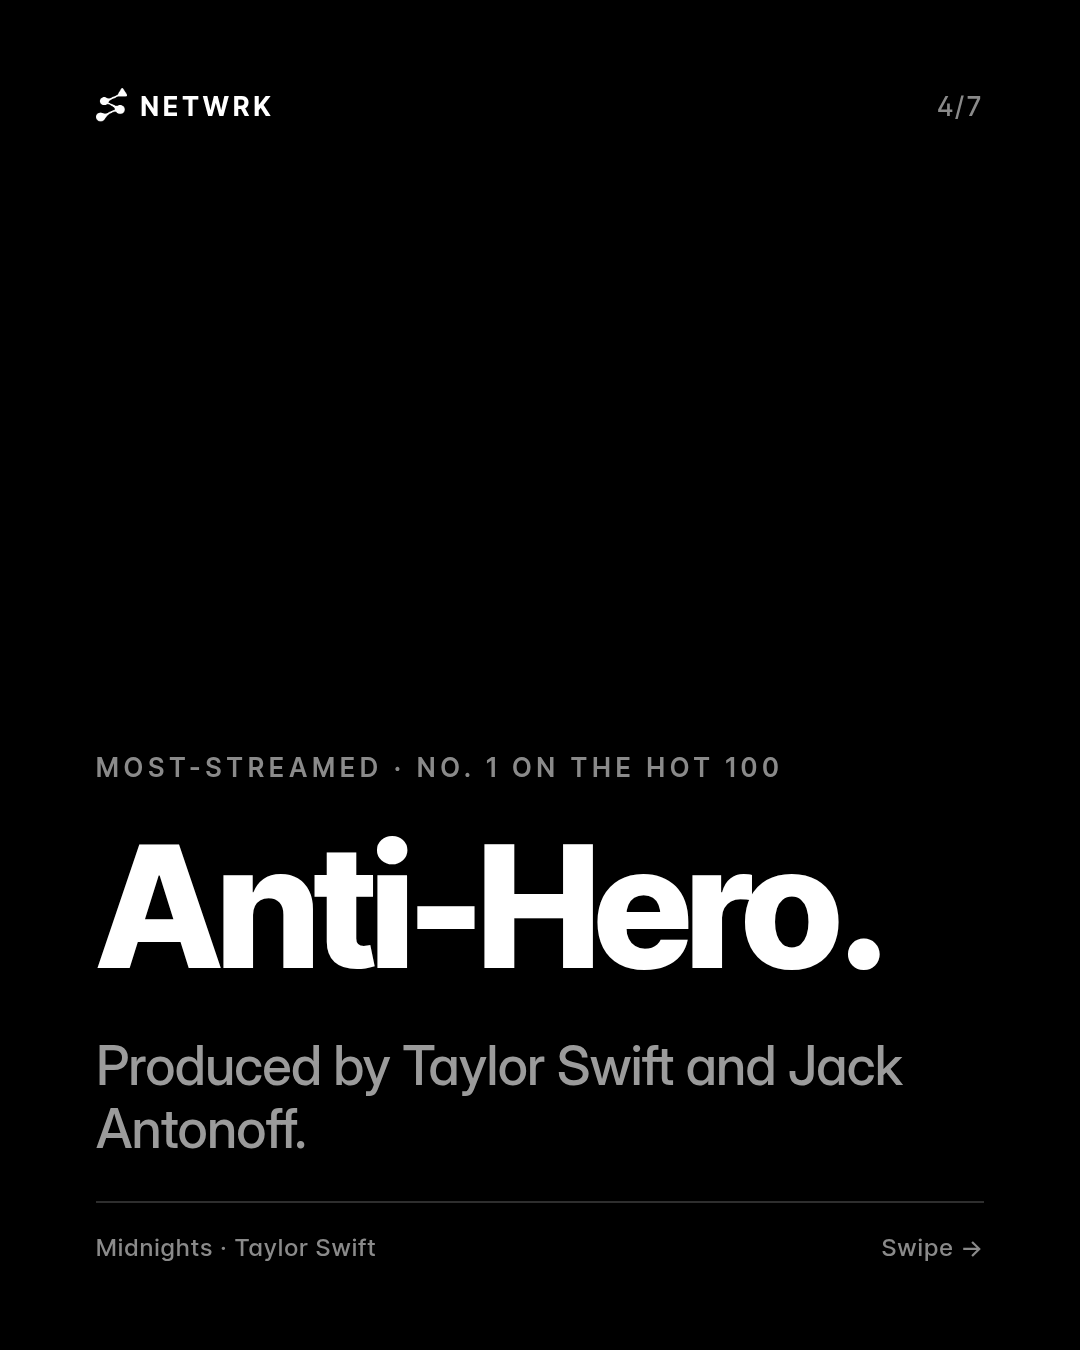 NETWRK
4/7
MOST-STREAMED · NO. 1 ON THE HOT 100
Anti-Hero.
Produced by Taylor Swift and Jack
Antonoff.
Midnights · Taylor Swift
Swipe →